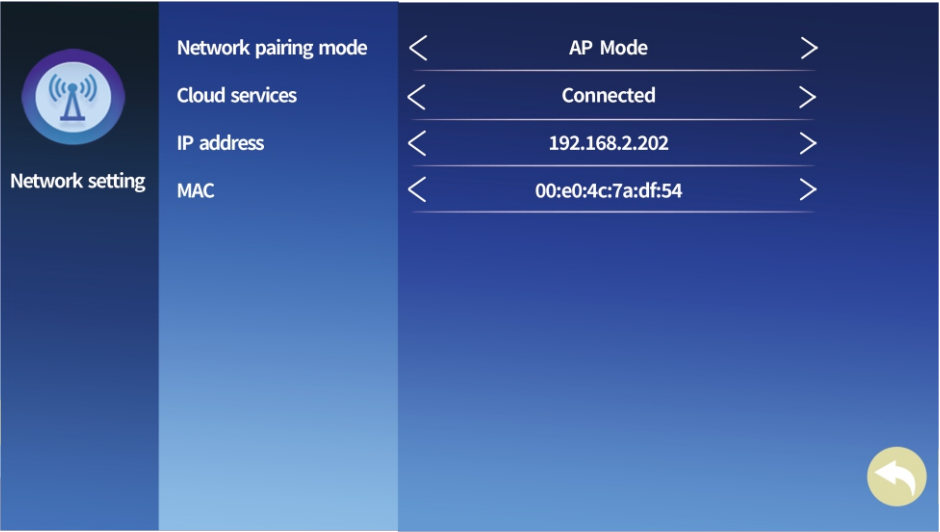 Network setting
Network pairing mode
AP Mode
Cloud services
Connected
IP address
192.168.2.202
MAC
00:e0:4c:7a:df:54